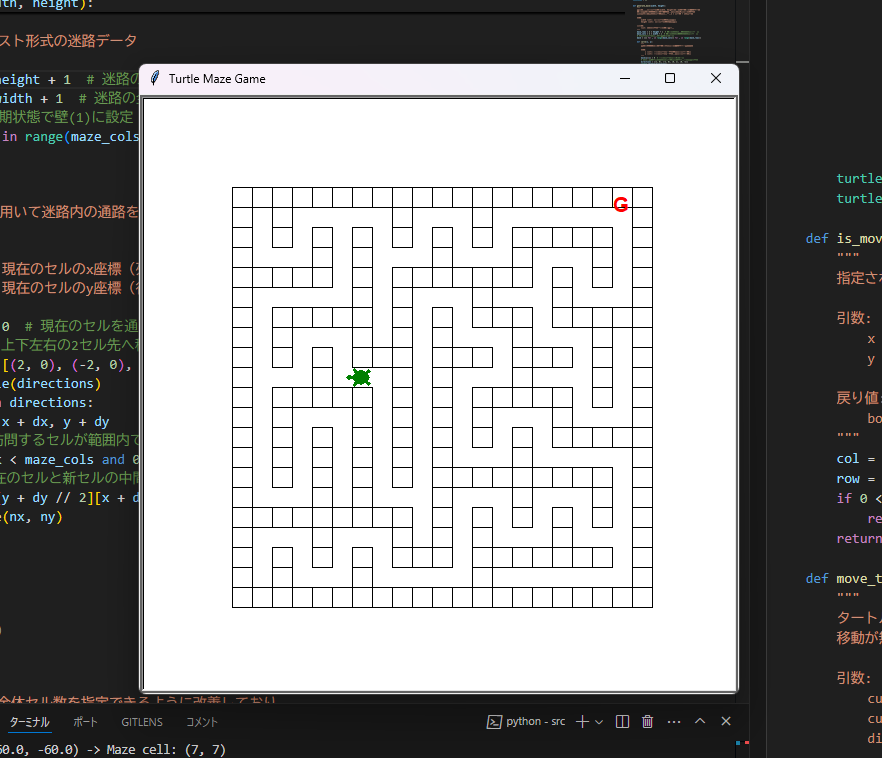 th, height):
スト形式の迷路データ
height + 1 # 迷路の
width + 1 # 迷路の
期状態で壁(1)に設定
in range(maze_cols
用いて迷路内の通路を
現在のセルのx座標
現在のセルのy座標
0 # 現在のセルを通
上下左右の2セル先へ
[(2, 0), (-2, 0),
le(directions)
directions:
x + dx, y + dy
訪問するセルが範囲内で
< maze_cols and 0
在のセルと新セルの中間
y + dy // 2][x + d
e(nx, ny)
)
全体セル数を指定できるように改善しており
Turtle Maze Game
G
turtle
turtle
def is_mov
"""
指定さ
引数:
x
y
戻り値
bo
"""
col =
row =
if 0 <
re
return
def move_t
"""
タート
移動が
引数:
cu
cu
di
ターミナル
ポート
GITLENS
コメント
python - src
60.0, -60.0) -> Maze cell: (7, 7)